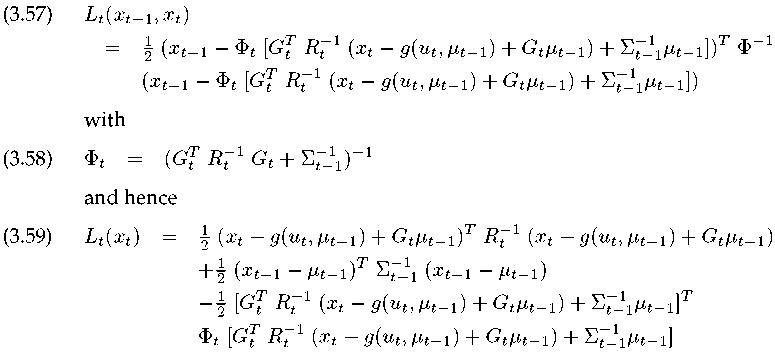 (3.57) L_t(x_{t−1}, x_t)
= ½ (x_{t−1} − Φ_t [G_t^T R_t^{−1} (x_t − g(u_t, μ_{t−1}) + G_t μ_{t−1}) + Σ_{t−1}^{−1} μ_{t−1}])^T Φ^{−1}
(x_{t−1} − Φ_t [G_t^T R_t^{−1} (x_t − g(u_t, μ_{t−1}) + G_t μ_{t−1}) + Σ_{t−1}^{−1} μ_{t−1}])
with
(3.58) Φ_t = (G_t^T R_t^{−1} G_t + Σ_{t−1}^{−1})^{−1}
and hence
(3.59) L_t(x_t) = ½ (x_t − g(u_t, μ_{t−1}) + G_t μ_{t−1})^T R_t^{−1} (x_t − g(u_t, μ_{t−1}) + G_t μ_{t−1})
+½ (x_{t−1} − μ_{t−1})^T Σ_{t−1}^{−1} (x_{t−1} − μ_{t−1})
−½ [G_t^T R_t^{−1} (x_t − g(u_t, μ_{t−1}) + G_t μ_{t−1}) + Σ_{t−1}^{−1} μ_{t−1}]^T
Φ_t [G_t^T R_t^{−1} (x_t − g(u_t, μ_{t−1}) + G_t μ_{t−1}) + Σ_{t−1}^{−1} μ_{t−1}]